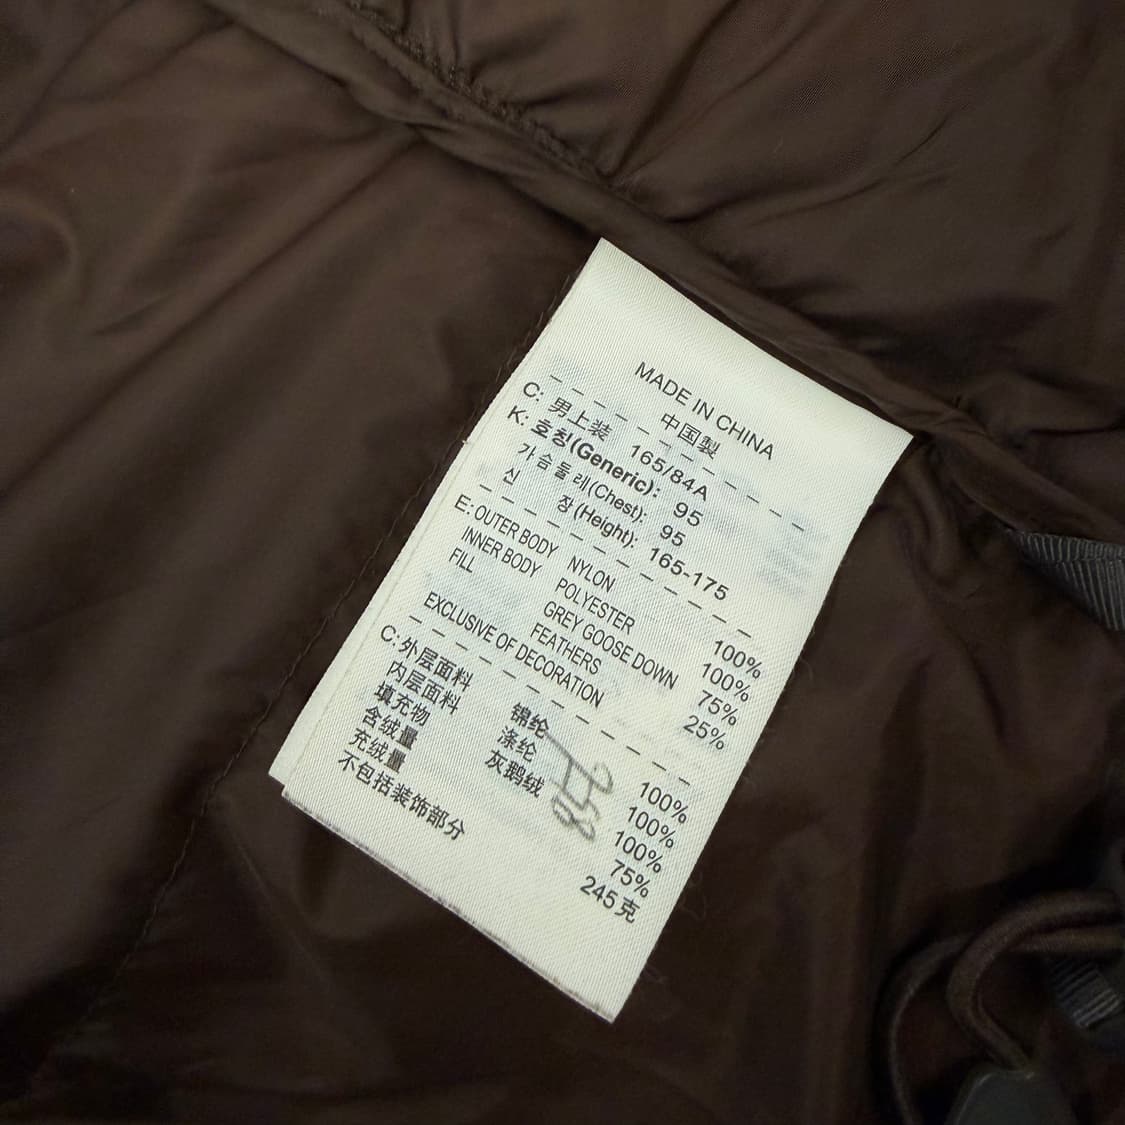 MADE IN CHINA
中国製
C: 男上装 165/84A
K: 호칭(Generic): 95
가슴둘레(Chest): 95
신 장(Height): 165-175
E: OUTER BODY NYLON 100%
INNER BODY POLYESTER 100%
FILL GREY GOOSE DOWN 75%
FEATHERS 25%
EXCLUSIVE OF DECORATION
C: 外层面料 锦纶 100%
内层面料 涤纶 100%
填充物 灰鹅绒 100%
含绒量 75%
充绒量 245克
不包括装饰部分